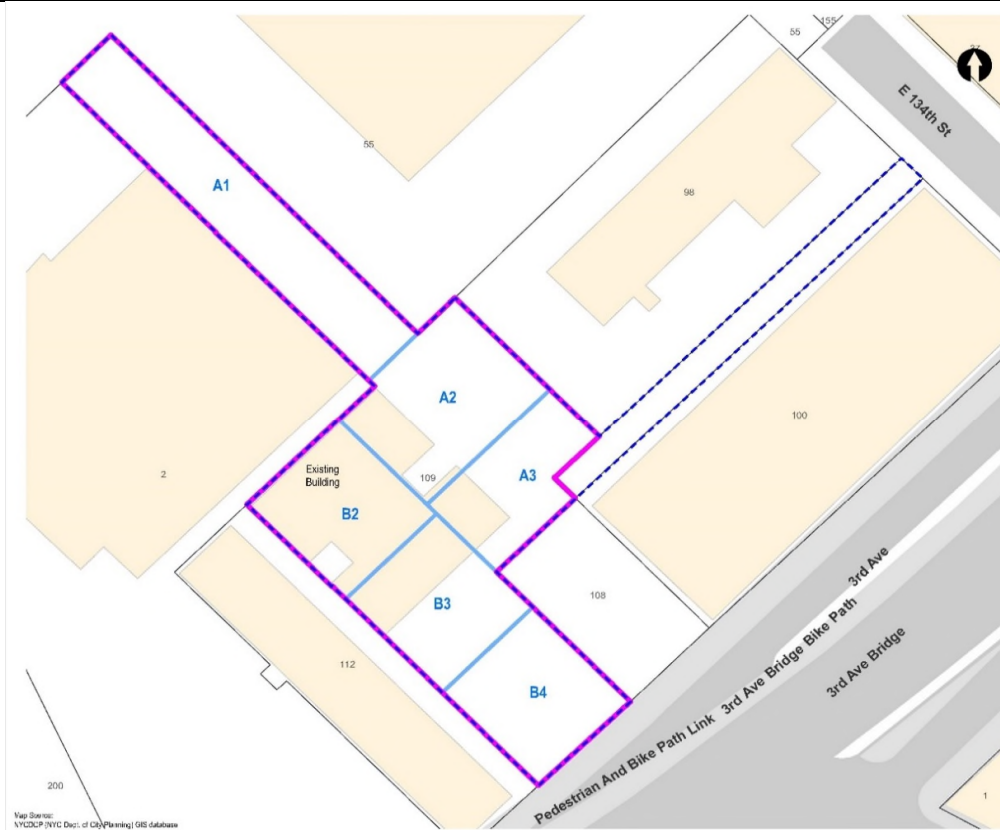 55
155
E 134th St
55
98
A1
A2
100
2
Existing
Building
109
A3
B2
3rd Ave
108
B3
3rd Ave Bridge Bike Path
3rd Ave Bridge
112
B4
Pedestrian And Bike Path Link
200
1
Map Source:
NYCDCP (NYC Dept. of City Planning) GIS database